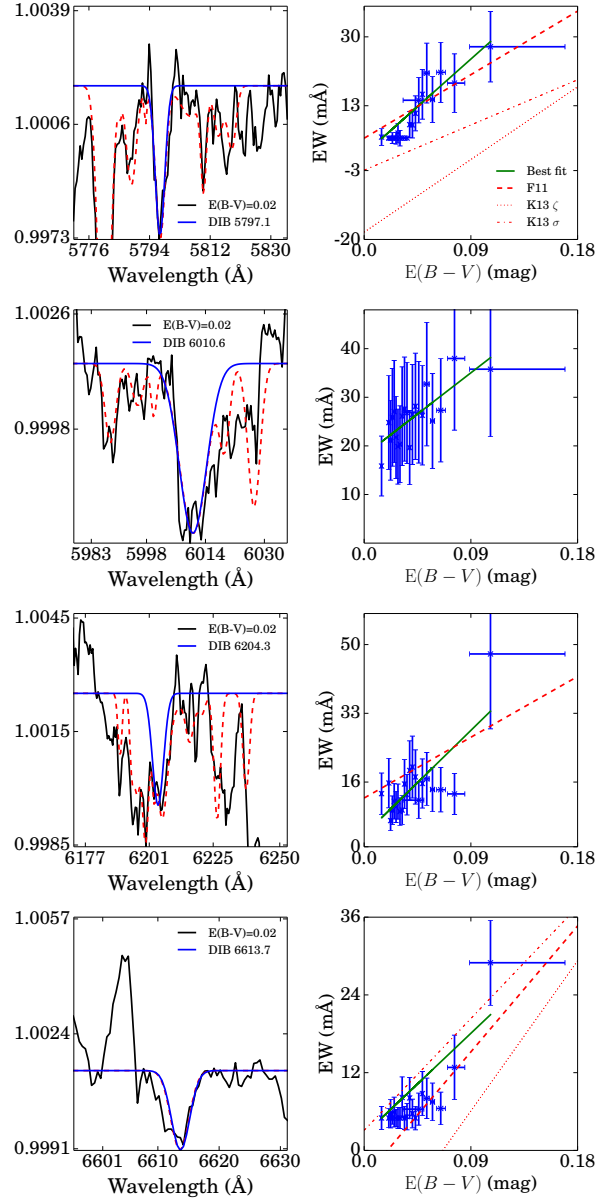 1.0039
1.0006
0.9973
5776 5794 5812 5830
Wavelength (Å)
E(B-V)=0.02
DIB 5797.1
EW (mÅ)
30
13
-3
-20
0.0 0.09 0.18
E(B − V) (mag)
Best fit
F11
K13 ζ
K13 σ
1.0026
0.9998
5983 5998 6014 6030
Wavelength (Å)
E(B-V)=0.02
DIB 6010.6
EW (mÅ)
40
30
20
10
0.0 0.09 0.18
E(B − V) (mag)
1.0045
1.0015
0.9985
6177 6201 6225 6250
Wavelength (Å)
E(B-V)=0.02
DIB 6204.3
EW (mÅ)
50
33
16
0
0.0 0.09 0.18
E(B − V) (mag)
1.0057
1.0024
0.9991
6601 6610 6620 6630
Wavelength (Å)
E(B-V)=0.02
DIB 6613.7
EW (mÅ)
36
24
12
0
0.0 0.09 0.18
E(B − V) (mag)